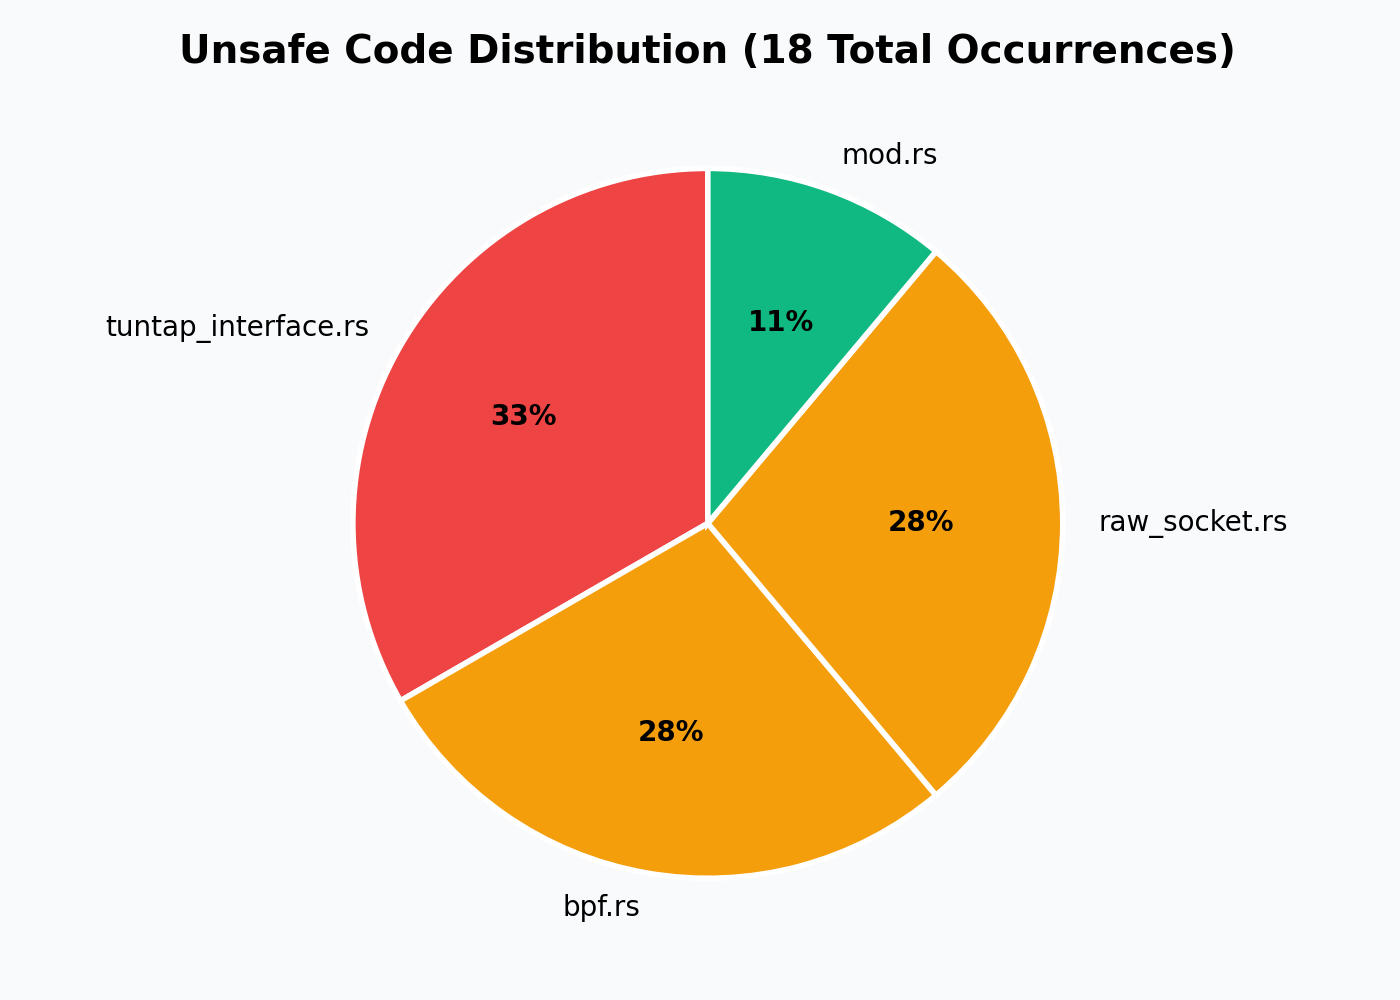 Unsafe Code Distribution (18 Total Occurrences)
mod.rs
tuntap_interface.rs
11%
33%
28%
raw_socket.rs
28%
bpf.rs